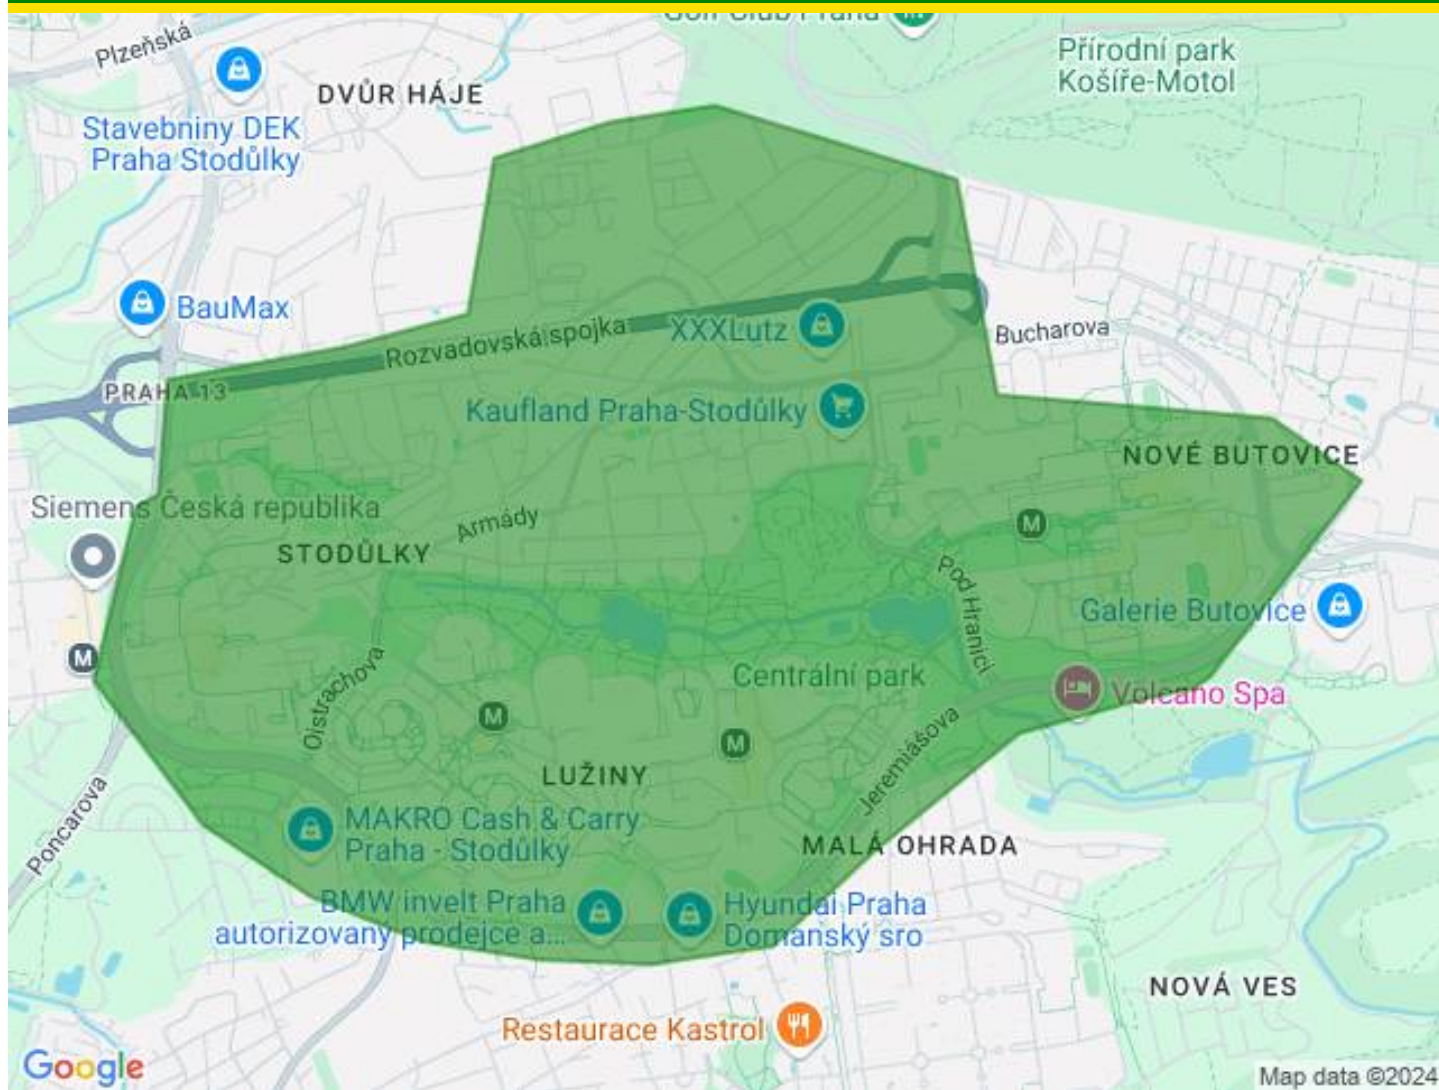 Golf Club Praha
Plzeňská
Přírodní park
Košíře-Motol
DVŮR HÁJE
Stavebniny DEK
Praha Stodůlky
BauMax
Rozvadovská spojka
XXXLutz
Bucharova
PRAHA 13
Kaufland Praha-Stodůlky
NOVÉ BUTOVICE
Siemens Česká republika
Armády
M
STODŮLKY
Pod Hranicí
Galerie Butovice
M
Oistrachova
Centrální park
Volcano Spa
M
M
Jeremiášova
LUŽINY
Poncarova
MAKRO Cash & Carry
Praha - Stodůlky
MALÁ OHRADA
BMW invelt Praha
autorizovaný prodejce a...
Hyundai Praha
Domanský sro
NOVÁ VES
Restaurace Kastrol
Google
Map data ©2024